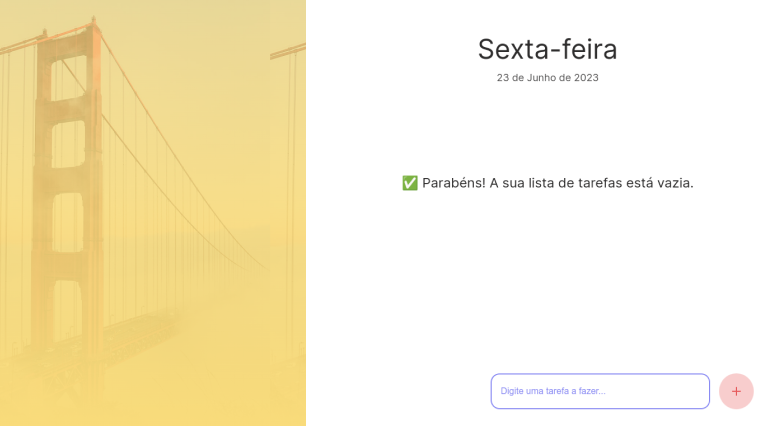 Sexta-feira
23 de Junho de 2023
✅ Parabéns! A sua lista de tarefas está vazia.
Digite uma tarefa a fazer...
+